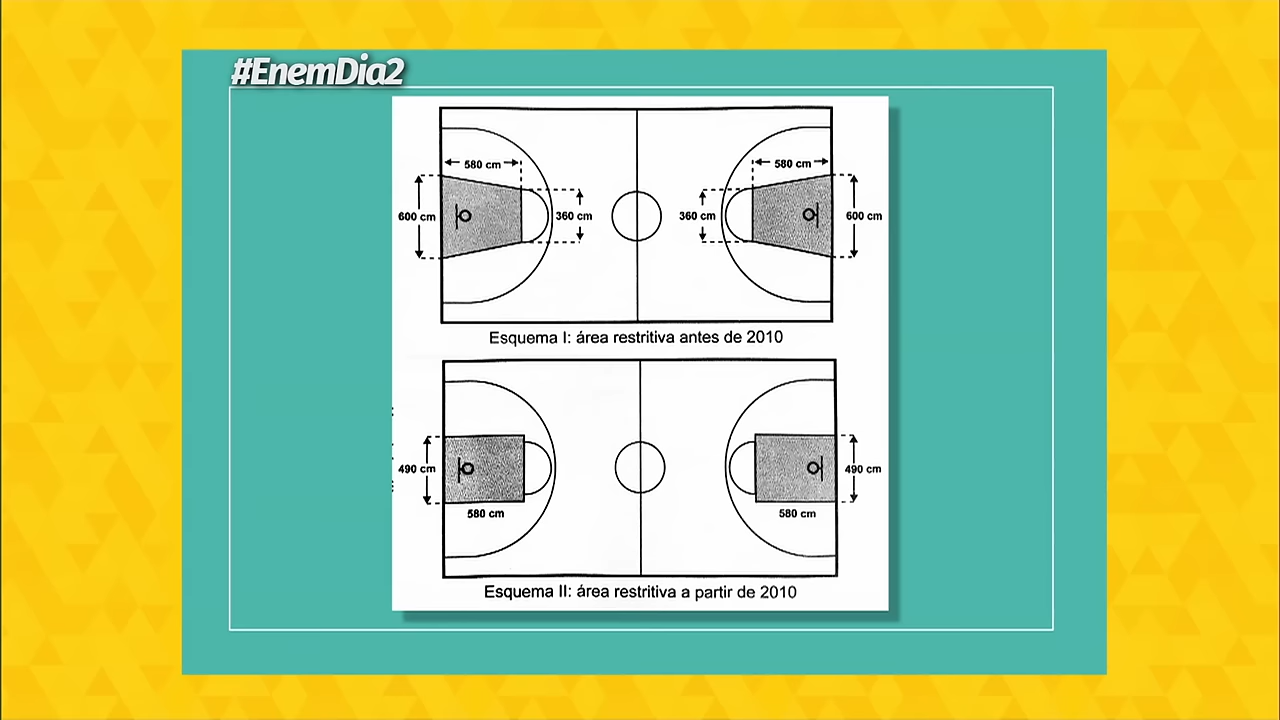 #EnemDia2
580 cm
580 cm
600 cm
360 cm
360 cm
600 cm
Esquema I: área restritiva antes de 2010
490 cm
490 cm
580 cm
580 cm
Esquema II: área restritiva a partir de 2010